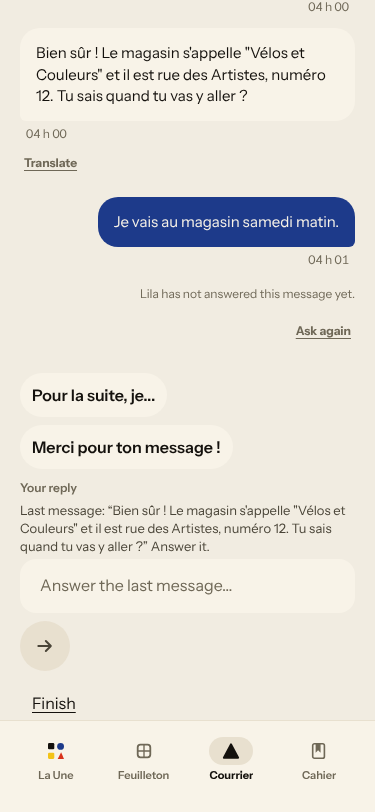 04 h 00
Bien sûr ! Le magasin s'appelle "Vélos et
Couleurs" et il est rue des Artistes, numéro
12. Tu sais quand tu vas y aller ?
04 h 00
Translate
Je vais au magasin samedi matin.
04 h 01
Lila has not answered this message yet.
Ask again
Pour la suite, je...
Merci pour ton message !
Your reply
Last message: “Bien sûr ! Le magasin s'appelle "Vélos et
Couleurs" et il est rue des Artistes, numéro 12. Tu sais
quand tu vas y aller ?” Answer it.
Answer the last message...
Finish
La Une
Feuilleton
Courrier
Cahier